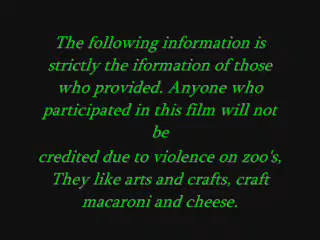 The following information is
strictly the iformation of those
who provided. Anyone who
participated in this film will not
be
credited due to violence on zoo's,
They like arts and crafts, craft
macaroni and cheese.